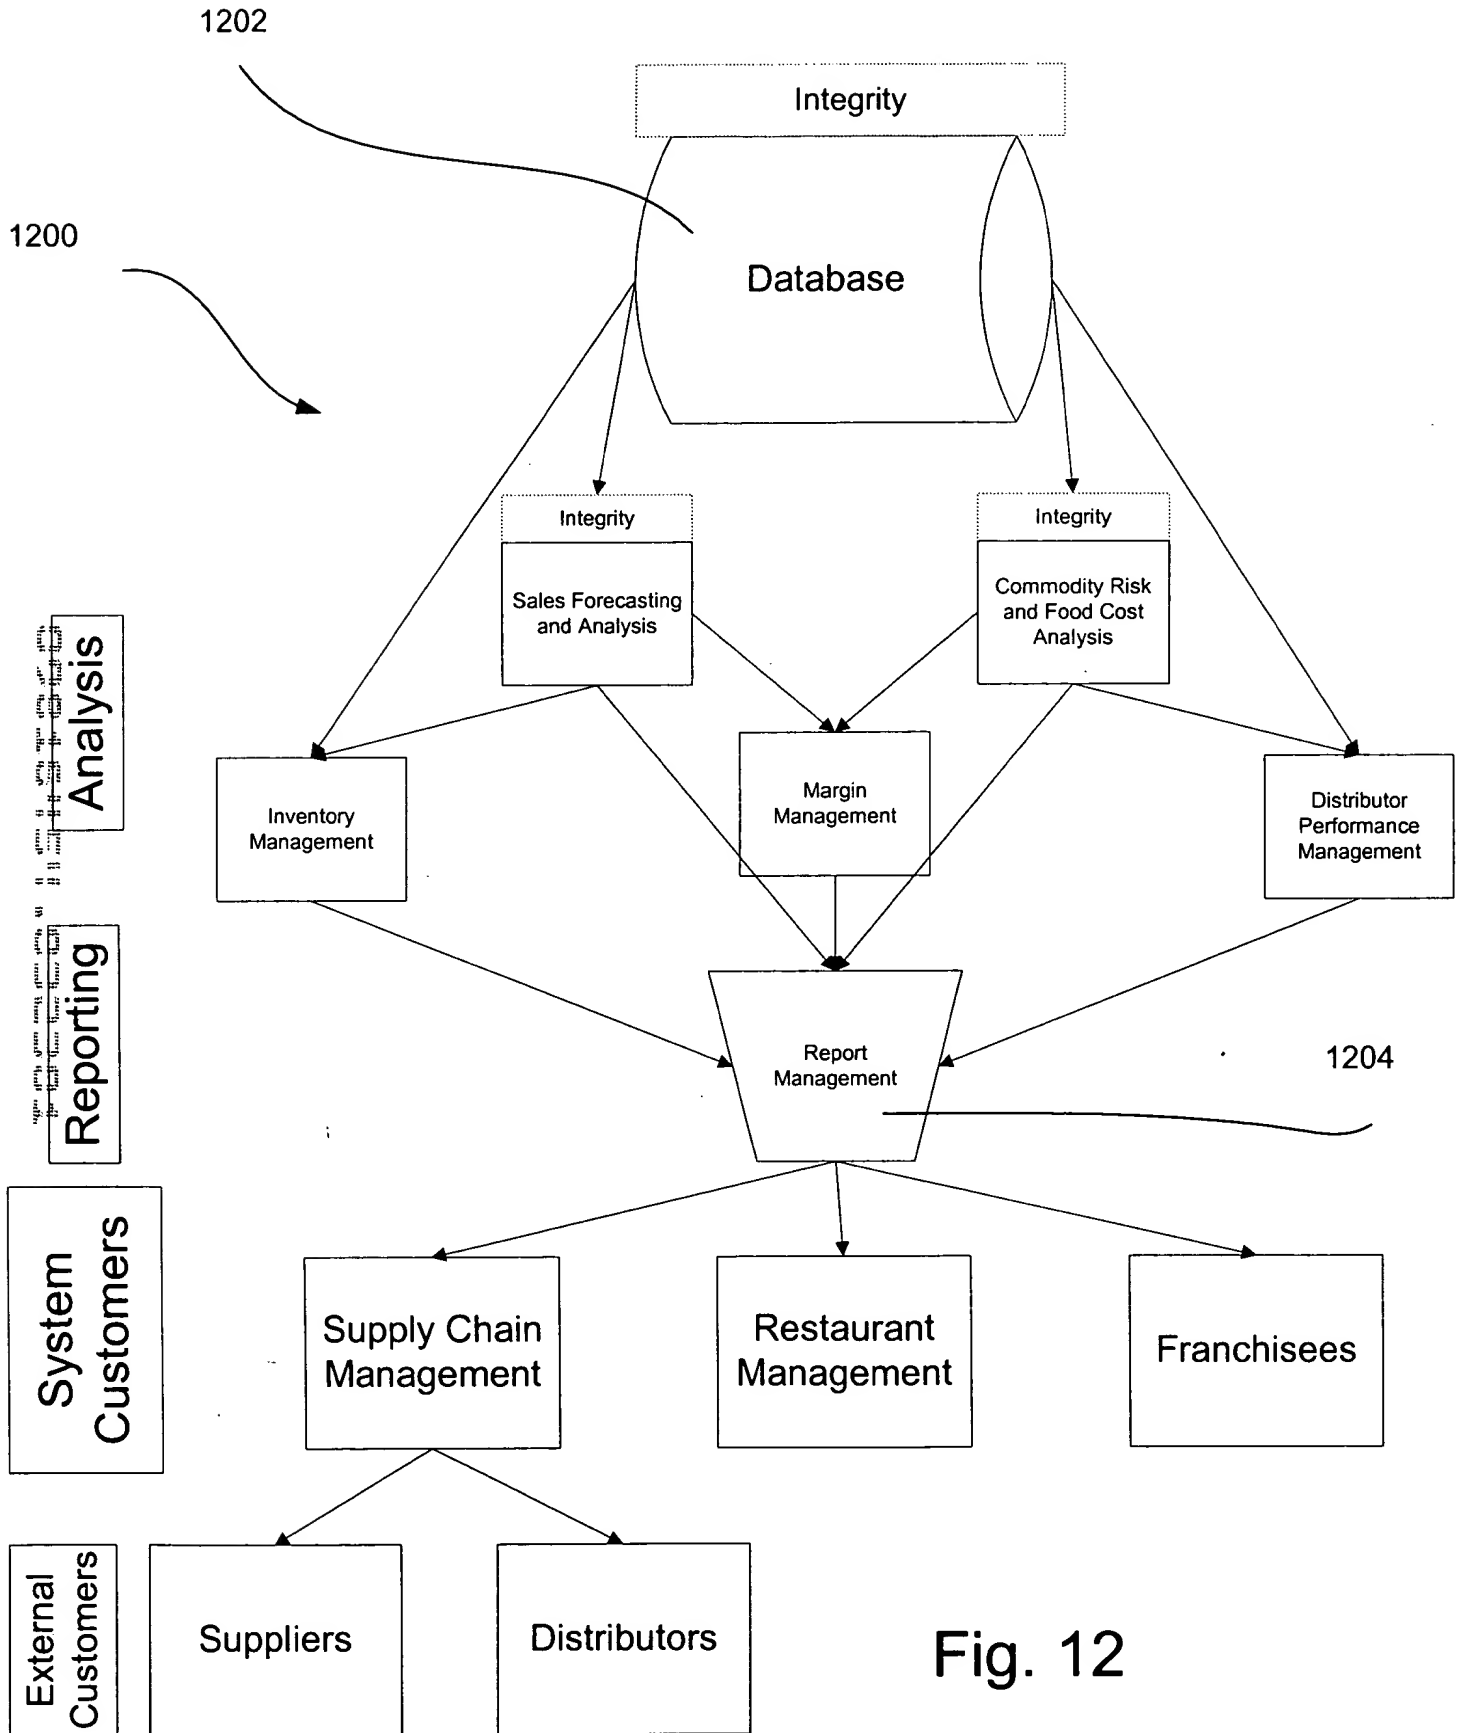 1202
Integrity
1200
Database
Integrity
Integrity
Sales Forecasting
and Analysis
Commodity Risk
and Food Cost
Analysis
Analysis
Inventory
Management
Margin
Management
Distributor
Performance
Management
Reporting
Report
Management
1204
System
Customers
Supply Chain
Management
Restaurant
Management
Franchisees
External
Customers
Suppliers
Distributors
Fig. 12